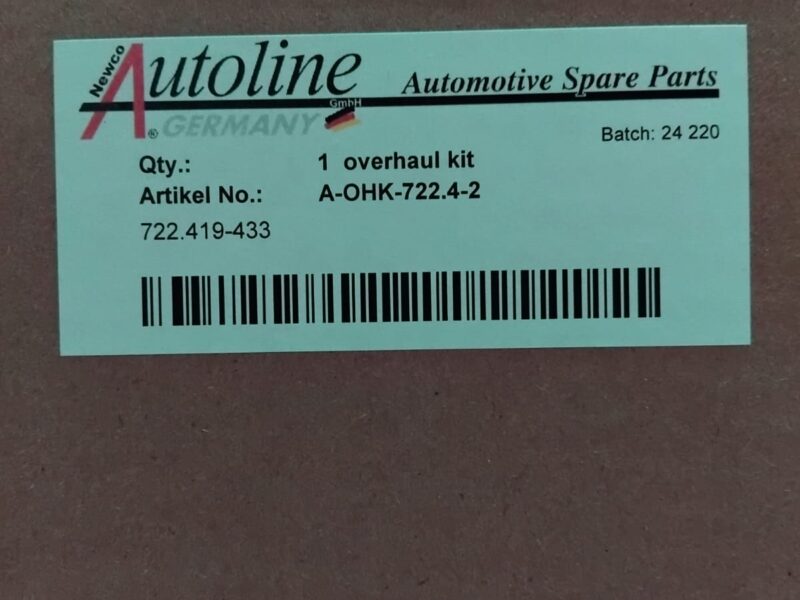 Newco Autoline GmbH Automotive Spare Parts
® GERMANY
Batch: 24 220
Qty.: 1 overhaul kit
Artikel No.: A-OHK-722.4-2
722.419-433